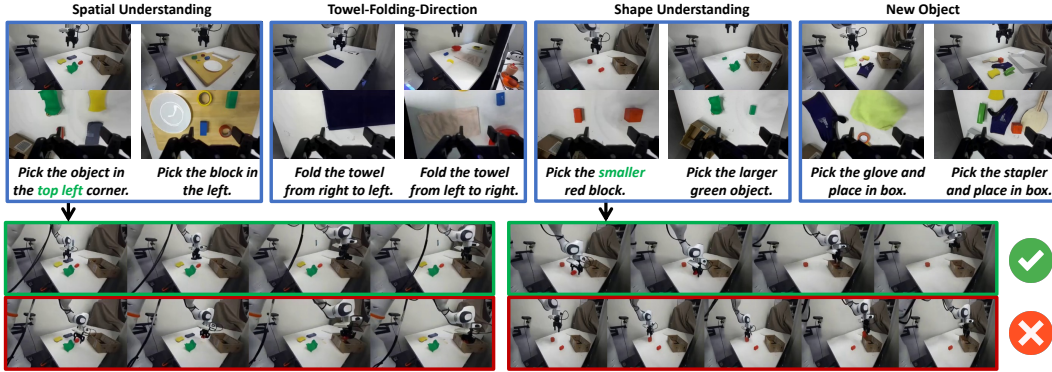 Spatial Understanding
Towel-Folding-Direction
Shape Understanding
New Object
Pick the object in
the top left corner.
Pick the block in
the left.
Fold the towel
from right to left.
Fold the towel
from left to right.
Pick the smaller
red block.
Pick the larger
green object.
Pick the glove and
place in box.
Pick the stapler
and place in box.